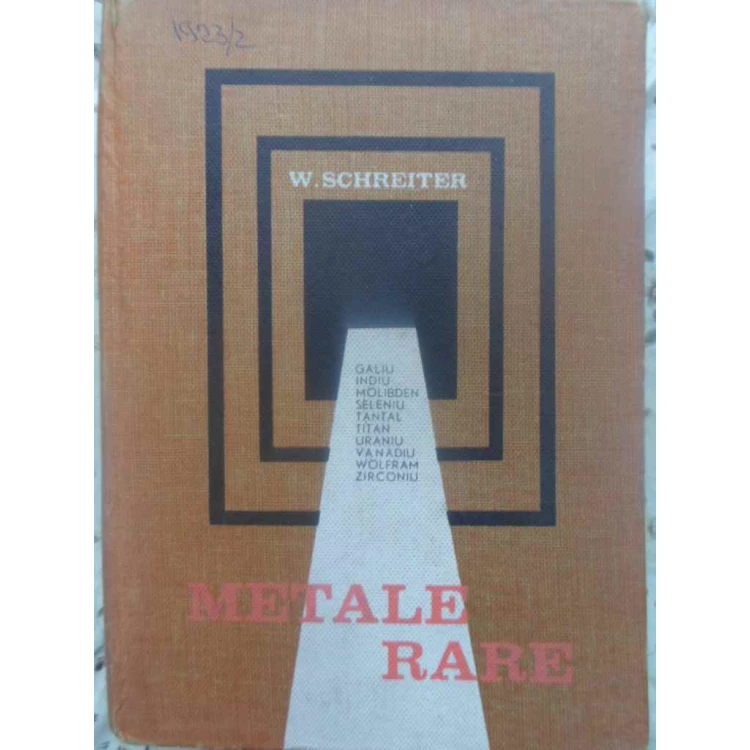 1923/2
W. SCHREITER
GALIU
INDIU
MOLIBDEN
SELENIU
TANTAL
TITAN
URANIU
VANADIU
WOLFRAM
ZIRCONIU
METALE
RARE